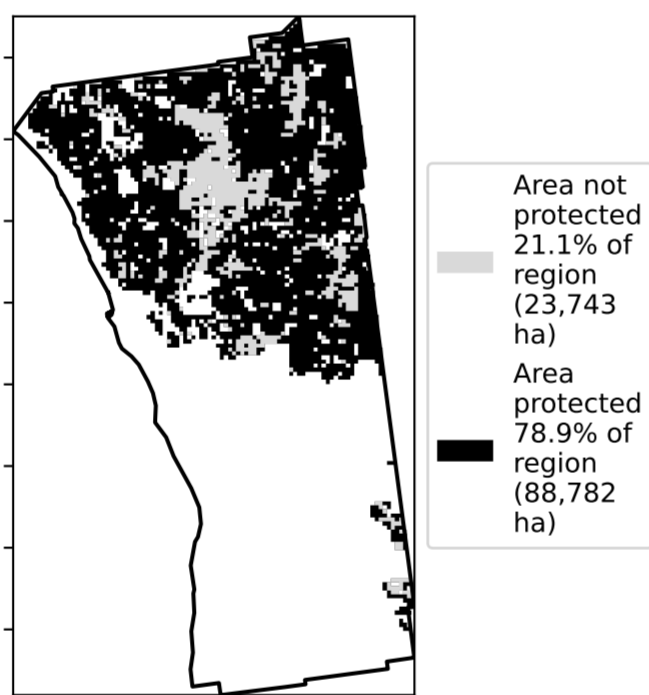 Area not
protected
21.1% of
region
(23,743
ha)
Area
protected
78.9% of
region
(88,782
ha)